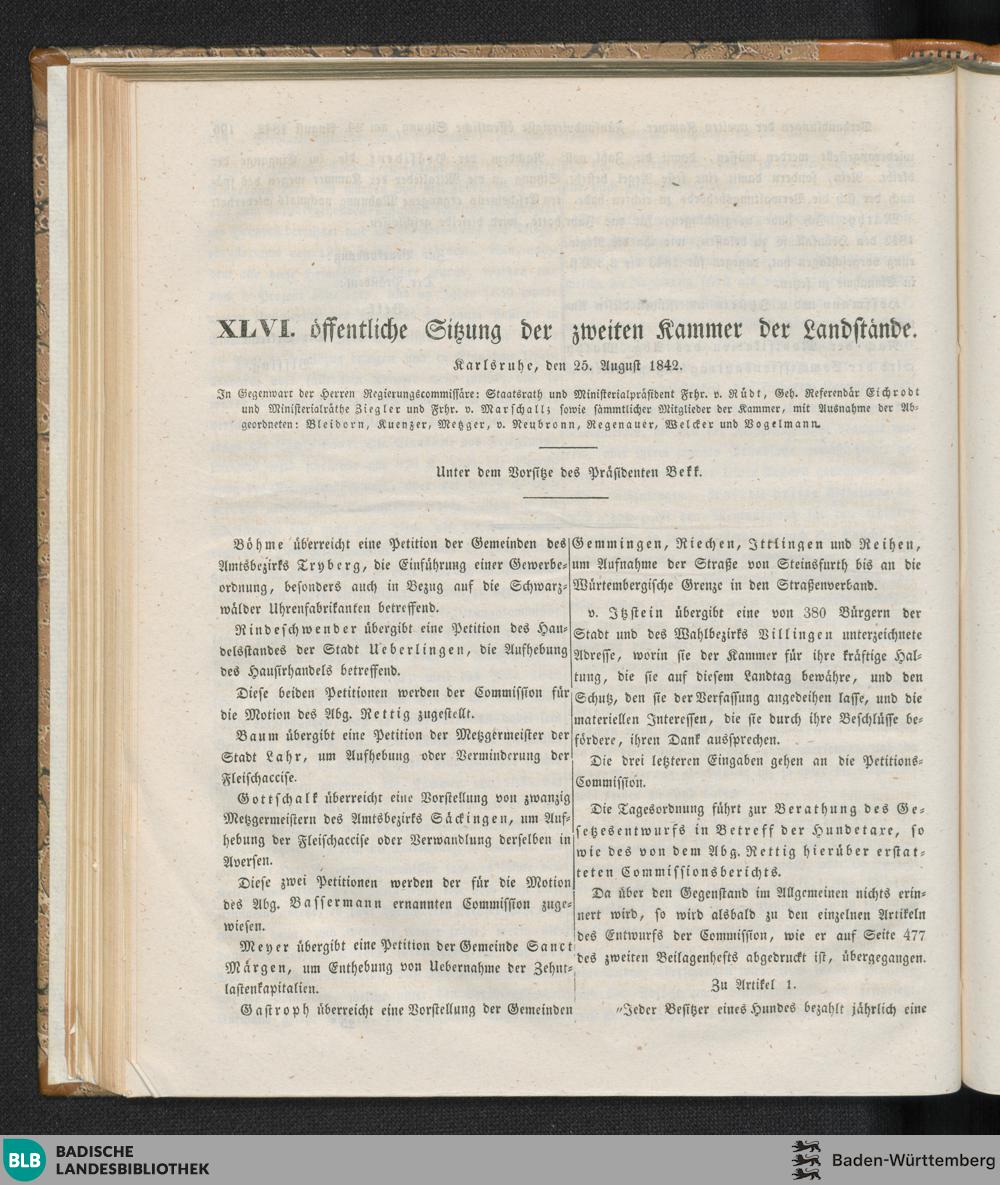 XLVI. öffentliche Sitzung der zweiten Kammer der Landstände.
Karlsruhe, den 25. August 1842.
In Gegenwart der Herren Regierungscommissäre: Staatsrath und Ministerialpräsident Frhr. v. Rüdt, Geh. Referendär Eichrodt
und Ministerialräthe Ziegler und Frhr. v. Marschall; sowie sämmtlicher Mitglieder der Kammer, mit Ausnahme der Ab-
geordneten: Bleidorn, Kuenzer, Metzger, v. Neubronn, Regenauer, Welcker und Vogelmann.
Unter dem Vorsitze des Präsidenten Bekk.
Böhme überreicht eine Petition der Gemeinden des
Amtsbezirks Tryberg, die Einführung einer Gewerbe-
ordnung, besonders auch in Bezug auf die Schwarz-
wälder Uhrenfabrikanten betreffend.
Rindeschwender übergibt eine Petition des Han-
delsstandes der Stadt Ueberlingen, die Aufhebung
des Hausirhandels betreffend.
Diese beiden Petitionen werden der Commission für
die Motion des Abg. Rettig zugestellt.
Baum übergibt eine Petition der Metzgermeister der
Stadt Lahr, um Aufhebung oder Verminderung der
Fleischaccise.
Gottschalk überreicht eine Vorstellung von zwanzig
Metzgermeistern des Amtsbezirks Säckingen, um Auf-
hebung der Fleischaccise oder Verwandlung derselben in
Aversen.
Diese zwei Petitionen werden der für die Motion
des Abg. Bassermann ernannten Commission zuge-
wiesen.
Meyer übergibt eine Petition der Gemeinde Sanct
Märgen, um Enthebung von Uebernahme der Zehnt-
lastenkapitalien.
Gastroph überreicht eine Vorstellung der Gemeinden
Gemmingen, Riechen, Ittlingen und Reihen,
um Aufnahme der Straße von Steinsfurth bis an die
Würtembergische Grenze in den Straßenverband.
v. Itzstein übergibt eine von 380 Bürgern der
Stadt und des Wahlbezirks Villingen unterzeichnete
Adresse, worin sie der Kammer für ihre kräftige Hal-
tung, die sie auf diesem Landtag bewähre, und den
Schutz, den sie der Verfassung angedeihen lasse, und die
materiellen Interessen, die sie durch ihre Beschlüsse be-
fördere, ihren Dank aussprechen.
Die drei letzteren Eingaben gehen an die Petitions-
Commission.
Die Tagesordnung führt zur Berathung des Ge-
setzesentwurfs in Betreff der Hundetaxe, so
wie des von dem Abg. Rettig hierüber erstat-
teten Commissionsberichts.
Da über den Gegenstand im Allgemeinen nichts erin-
nert wird, so wird alsbald zu den einzelnen Artikeln
des Entwurfs der Commission, wie er auf Seite 477
des zweiten Beilagenhefts abgedruckt ist, übergegangen.
Zu Artikel 1.
„Jeder Besitzer eines Hundes bezahlt jährlich eine
BLB
BADISCHE
LANDESBIBLIOTHEK
Baden-Württemberg